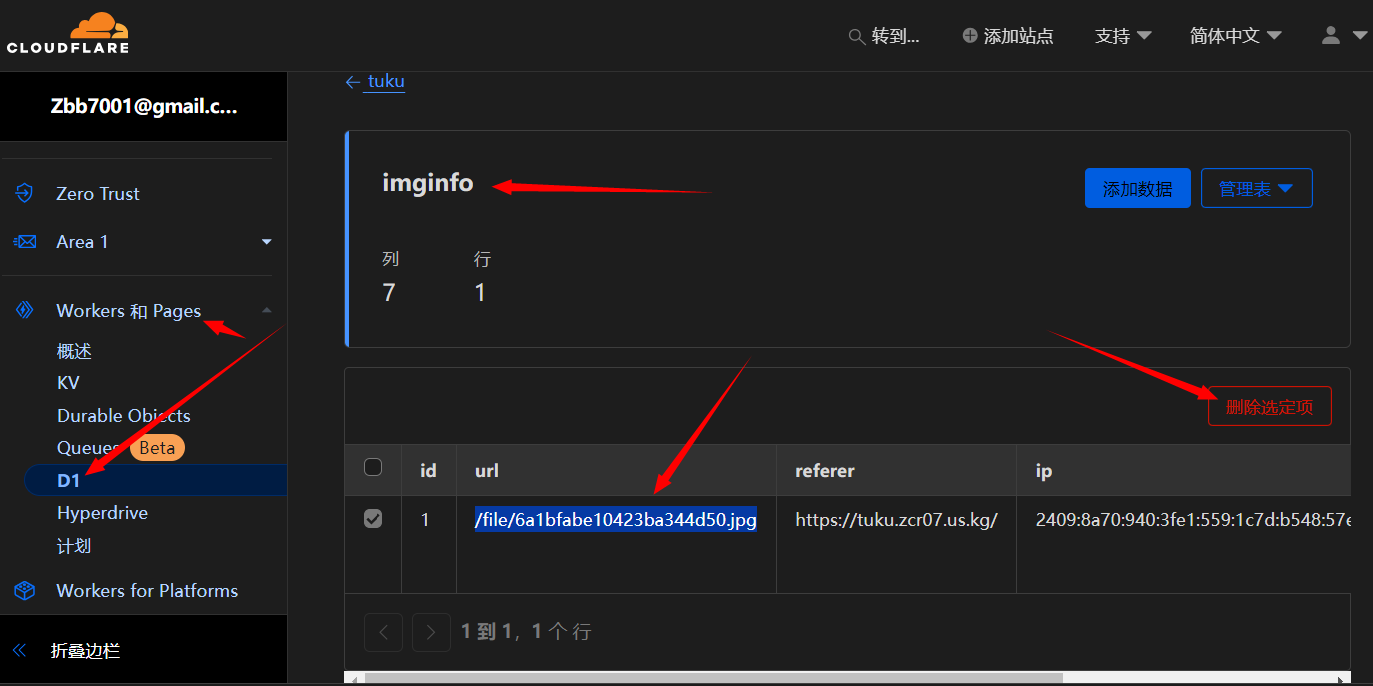 CLOUDFLARE
转到...
添加站点
支持
简体中文
Zbb7001@gmail.c...
Zero Trust
Area 1
Workers 和 Pages
概述
KV
Durable Objects
Queues Beta
D1
Hyperdrive
计划
Workers for Platforms
折叠边栏
← tuku
imginfo
添加数据
管理表
列 行
7 1
删除选定项
id url referer ip
1 /file/6a1bfabe10423ba344d50.jpg https://tuku.zcr07.us.kg/ 2409:8a70:940:3fe1:559:1c7d:b548:57e
1 到 1, 1 个 行